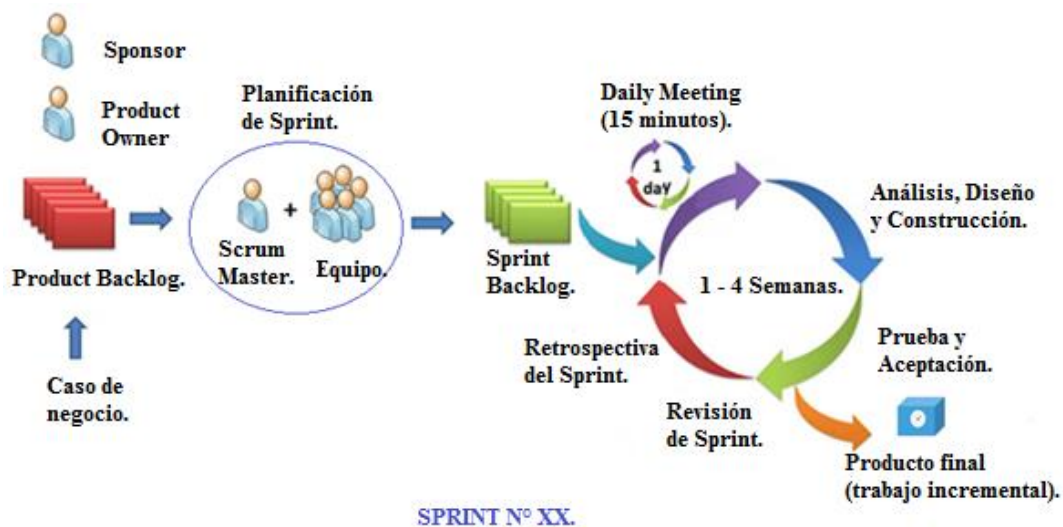 Sponsor
Product
Owner
Planificación
de Sprint.
Daily Meeting
(15 minutos).
1
day
Análisis, Diseño
y Construcción.
+
Scrum
Master.
Equipo.
Product Backlog.
Sprint
Backlog.
1 - 4 Semanas.
Retrospectiva
del Sprint.
Prueba y
Aceptación.
Caso de
negocio.
Revisión
de Sprint.
Producto final
(trabajo incremental).
SPRINT N° XX.